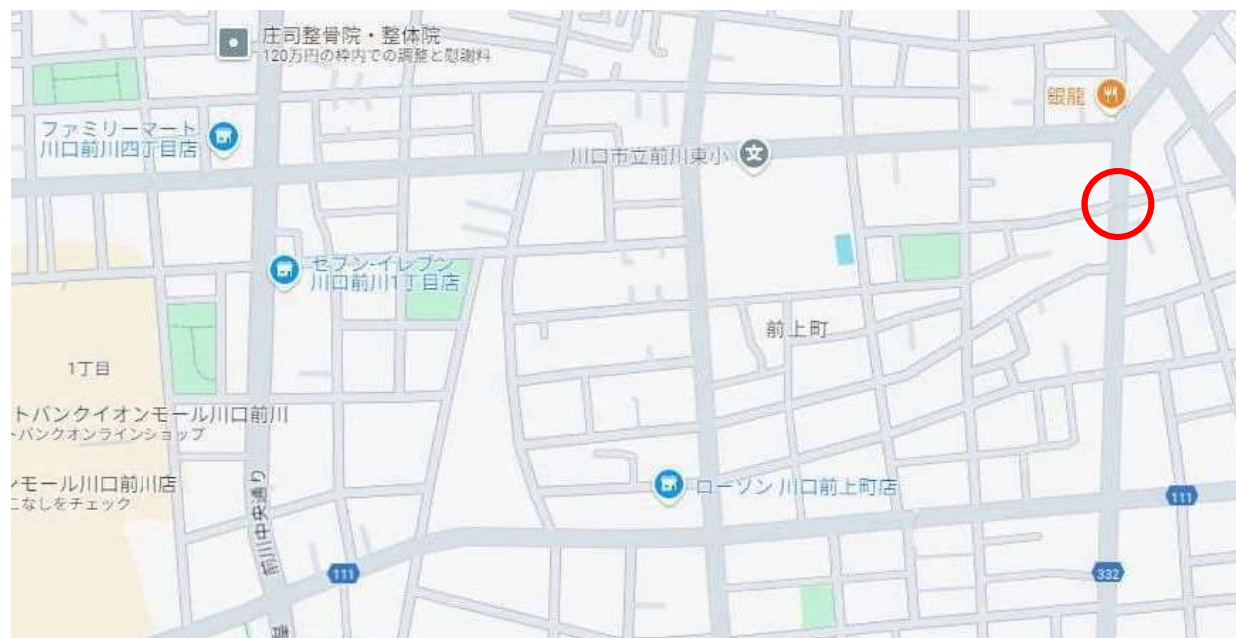 庄司整骨院・整体院
120万円の枠内での調整と慰謝料
銀龍
ファミリーマート
川口前川四丁目店
川口市立前川東小
文
セブン-イレブン
川口前川1丁目店
前上町
1丁目
トバンクイオンモール川口前川
トバンクオンラインショップ
ンモール川口前川店
こなしをチェック
前川中央通り
ローソン 川口前上町店
111
111
332